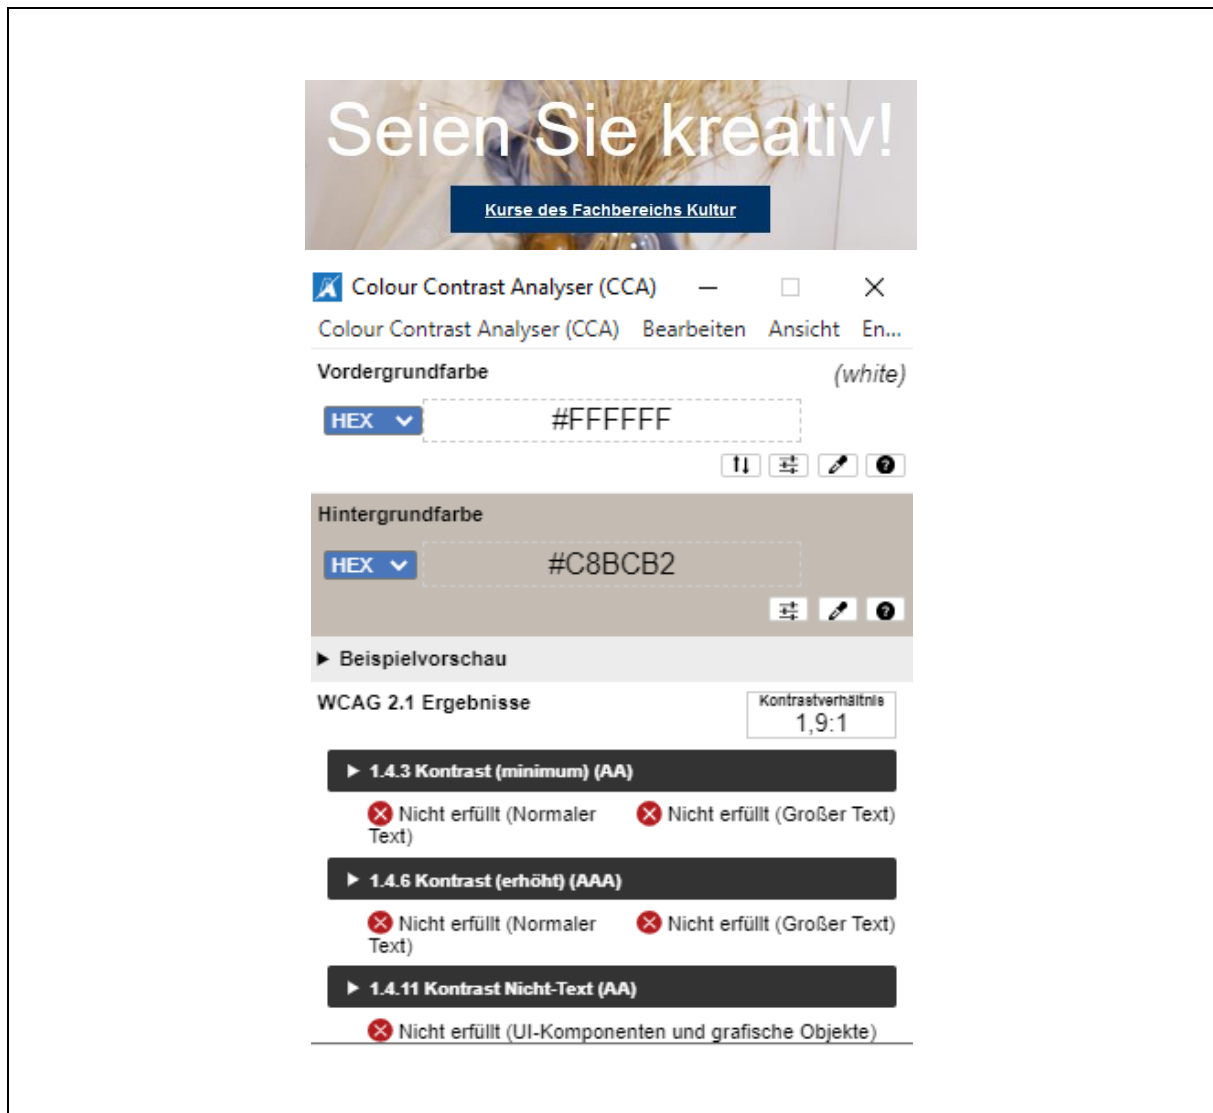 Seien Sie kreativ!
Kurse des Fachbereichs Kultur
Colour Contrast Analyser (CCA)
Colour Contrast Analyser (CCA) Bearbeiten Ansicht En...
Vordergrundfarbe (white)
HEX #FFFFFF
Hintergrundfarbe
HEX #C8BCB2
Beispielvorschau
WCAG 2.1 Ergebnisse Kontrastverhältnis
1,9:1
1.4.3 Kontrast (minimum) (AA)
Nicht erfüllt (Normaler Nicht erfüllt (Großer Text)
Text)
1.4.6 Kontrast (erhöht) (AAA)
Nicht erfüllt (Normaler Nicht erfüllt (Großer Text)
Text)
1.4.11 Kontrast Nicht-Text (AA)
Nicht erfüllt (UI-Komponenten und grafische Objekte)